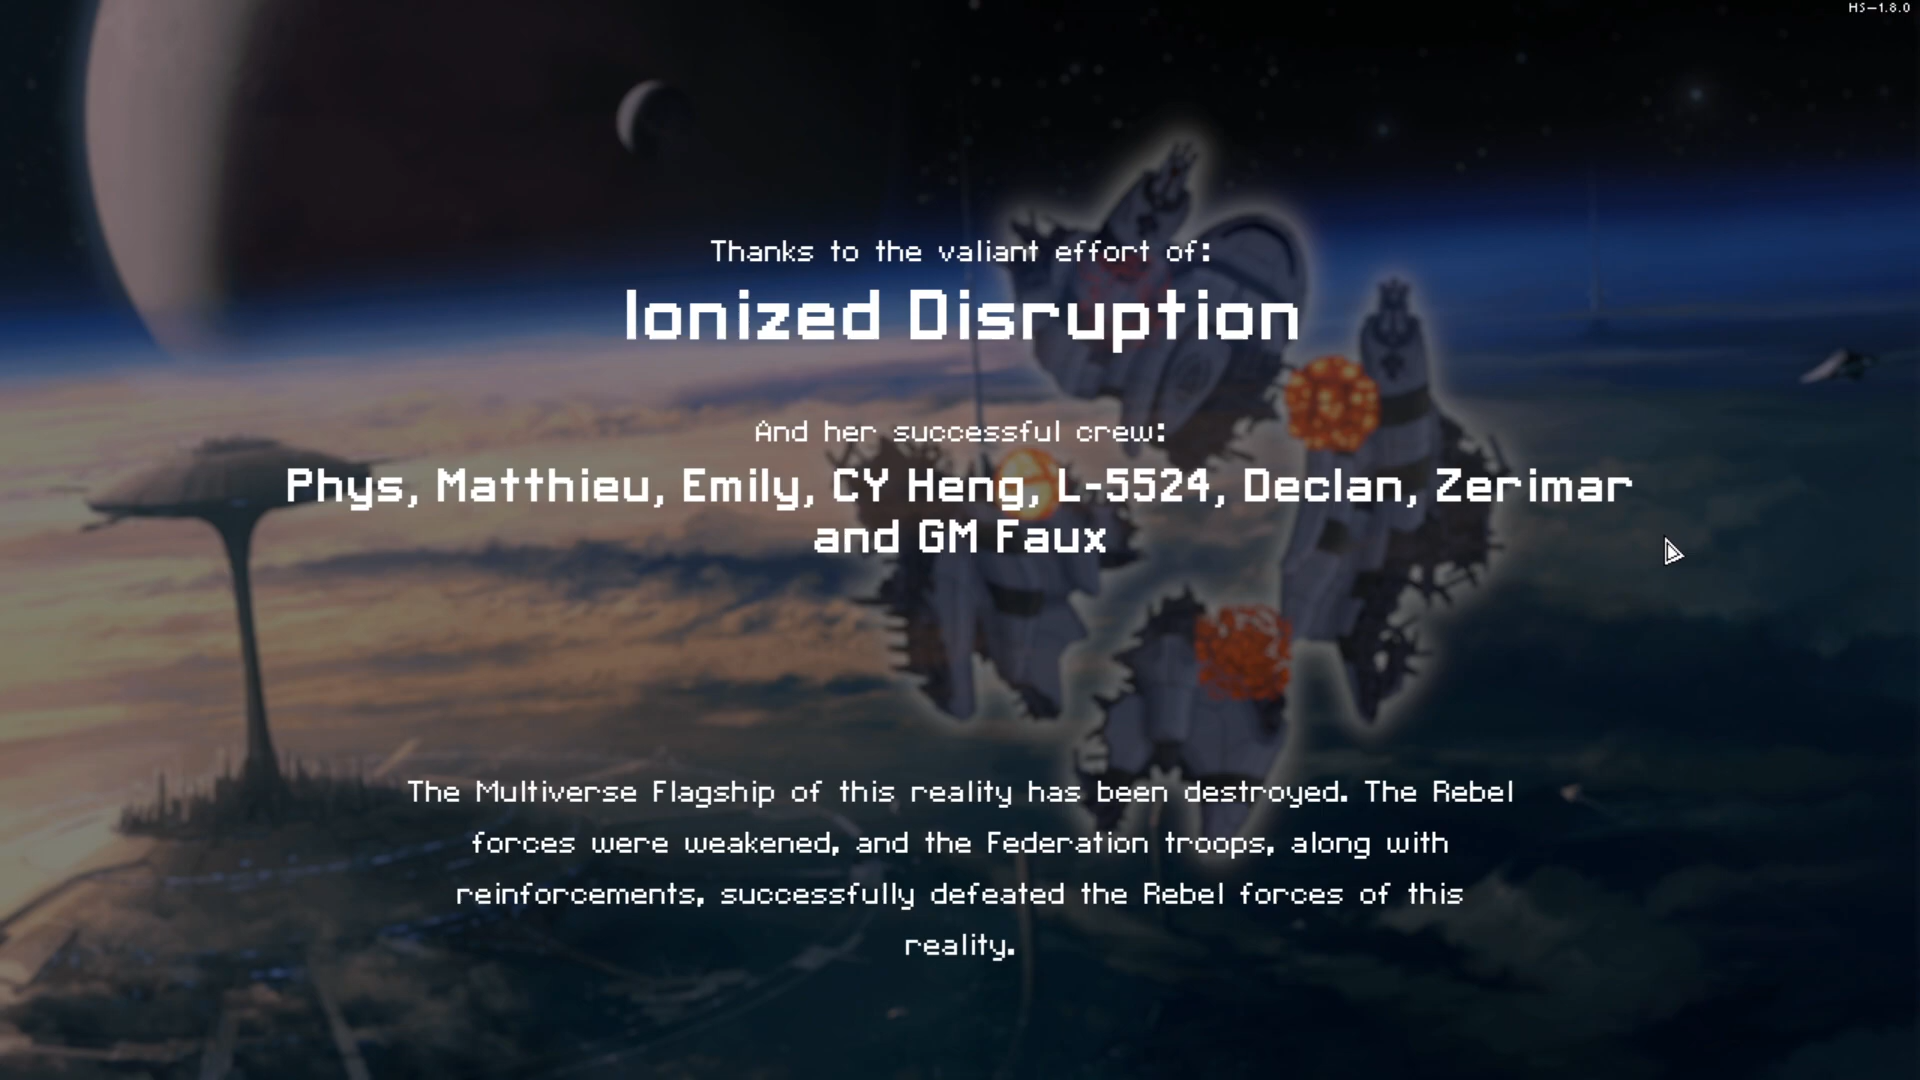 HS-1.8.0
Thanks to the valiant effort of:
Ionized Disruption
And her successful crew:
Phys, Matthieu, Emily, CY Heng, L-5524, Declan, Zerimar
and GM Faux
The Multiverse Flagship of this reality has been destroyed. The Rebel
forces were weakened, and the Federation troops, along with
reinforcements, successfully defeated the Rebel forces of this
reality.